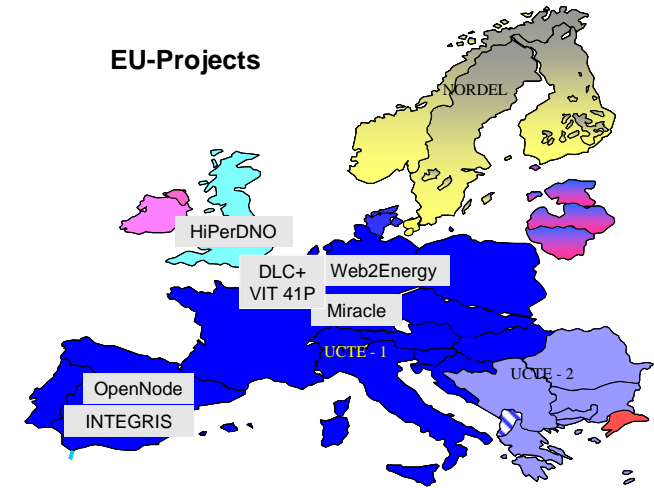 EU-Projects
NORDEL
HiPerDNO
DLC+
VIT 41P
Web2Energy
Miracle
UCTE - 1
UCTE - 2
OpenNode
INTEGRIS